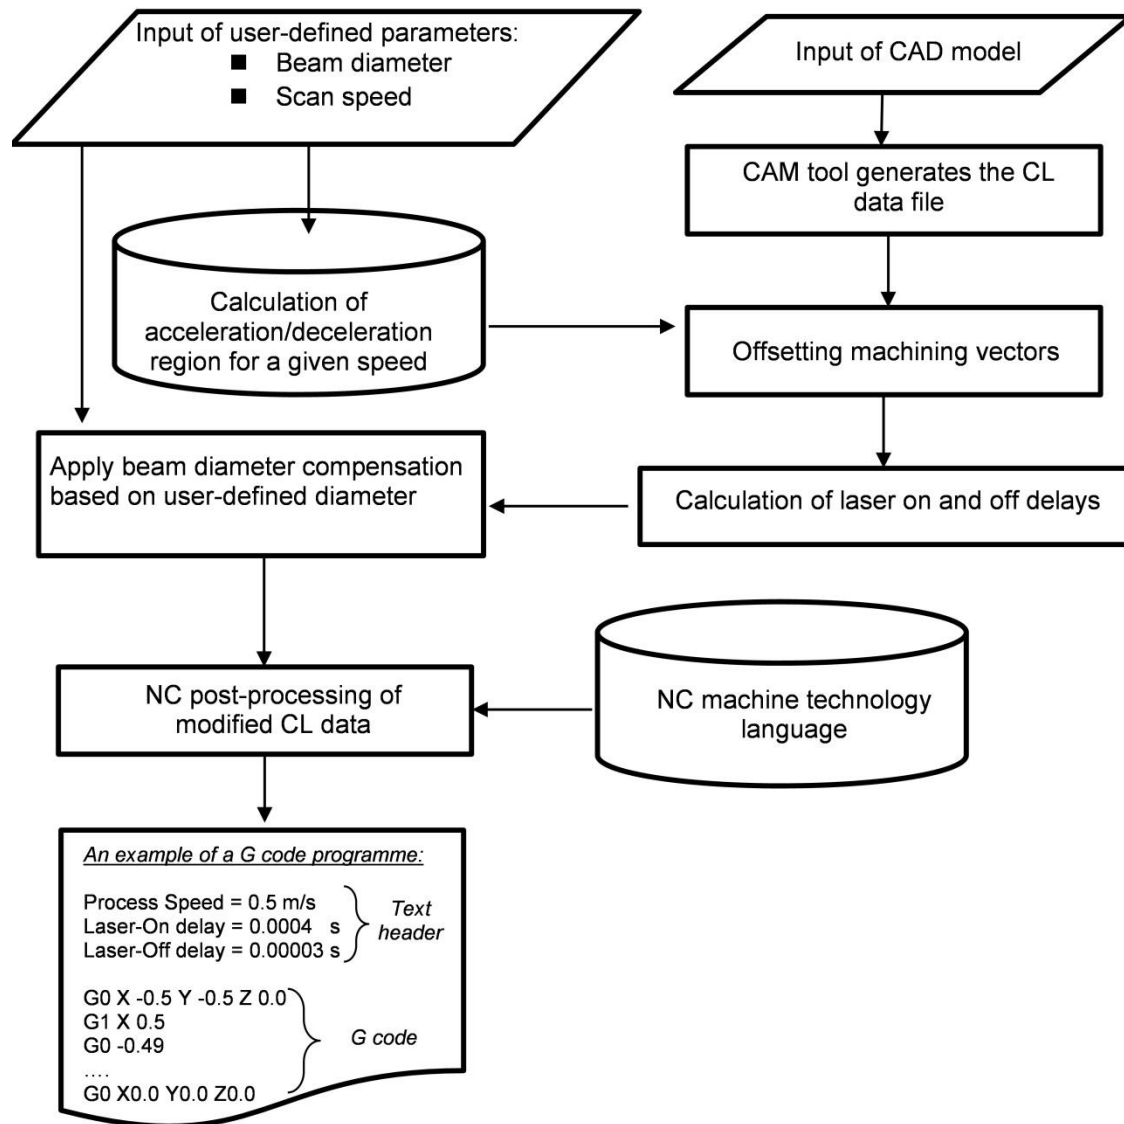 Input of user-defined parameters:
■ Beam diameter
■ Scan speed
Input of CAD model
CAM tool generates the CL
data file
Calculation of
acceleration/deceleration
region for a given speed
Offsetting machining vectors
Apply beam diameter compensation
based on user-defined diameter
Calculation of laser on and off delays
NC post-processing of
modified CL data
NC machine technology
language
An example of a G code programme:
Process Speed = 0.5 m/s
Laser-On delay = 0.0004 s
Laser-Off delay = 0.00003 s
Text
header
G0 X -0.5 Y -0.5 Z 0.0
G1 X 0.5
G0 -0.49
....
G0 X0.0 Y0.0 Z0.0
G code